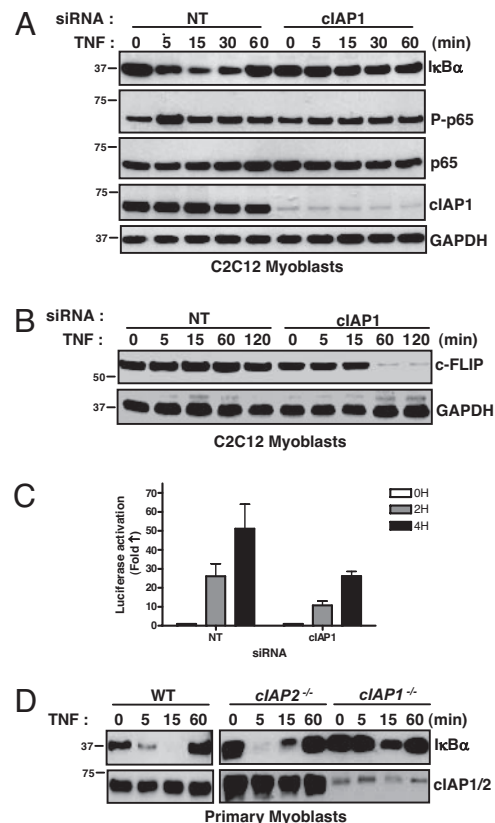 A
siRNA : NT cIAP1
TNF : 0 5 15 30 60 0 5 15 30 60 (min)
37 IκBα
75 P-p65
75 p65
75 cIAP1
37 GAPDH
C2C12 Myoblasts
B
siRNA : NT cIAP1
TNF : 0 5 15 60 120 0 5 15 60 120 (min)
50 c-FLIP
37 GAPDH
C2C12 Myoblasts
C
Luciferase activation
(Fold ↑)
70
60
50
40
30
20
10
0
NT cIAP1
siRNA
0H
2H
4H
D
WT cIAP2 -/- cIAP1 -/-
TNF : 0 5 15 60 0 5 15 60 0 5 15 60 (min)
37 IκBα
75 cIAP1/2
Primary Myoblasts